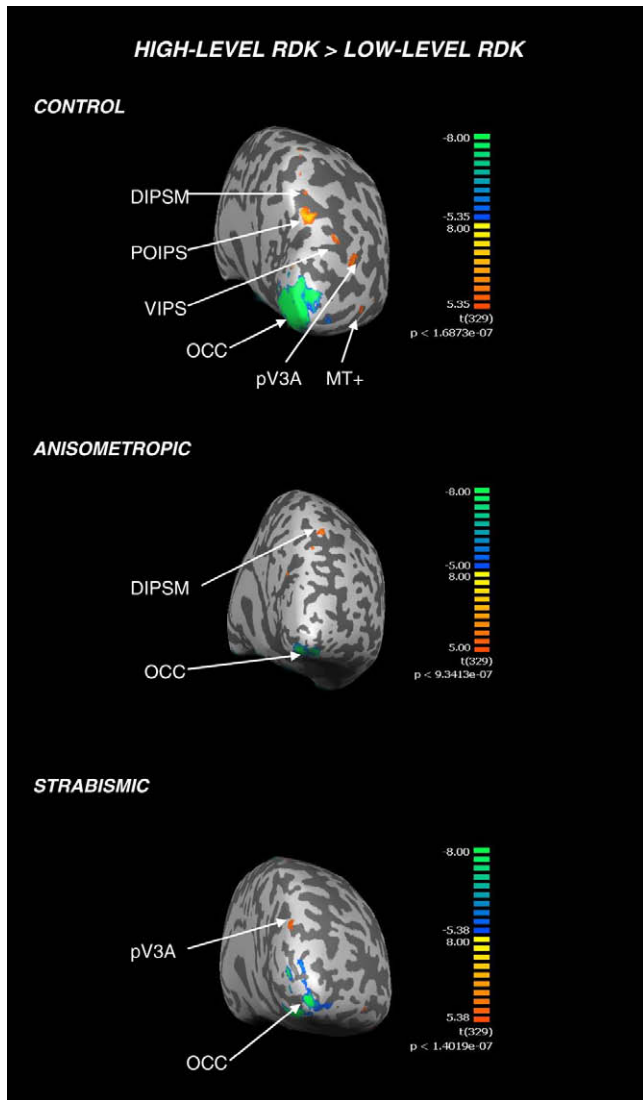 HIGH-LEVEL RDK > LOW-LEVEL RDK
CONTROL
DIPSM
POIPS
VIPS
OCC
pV3A
MT+
-8.00
-5.35
8.00
5.35
t(329)
p < 1.6873e-07
ANISOMETROPIC
DIPSM
OCC
-8.00
-5.00
8.00
5.00
t(329)
p < 9.3413e-07
STRABISMIC
pV3A
OCC
-8.00
-5.38
8.00
5.38
t(329)
p < 1.4019e-07